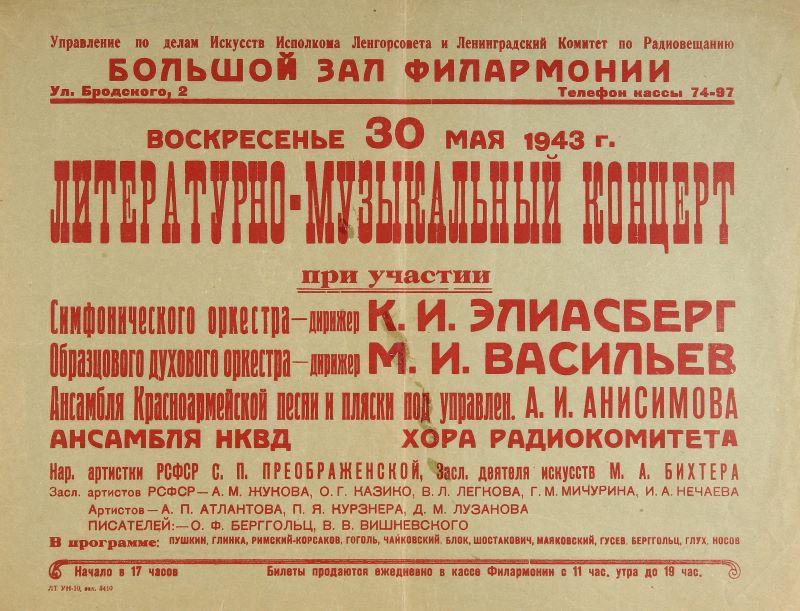 Управление по делам Искусств Исполкома Ленгорсовета и Ленинградский Комитет по Радиовещанию
БОЛЬШОЙ ЗАЛ ФИЛАРМОНИИ
Ул. Бродского, 2 Телефон кассы 74-97
ВОСКРЕСЕНЬЕ 30 МАЯ 1943 г.
ЛИТЕРАТУРНО-МУЗЫКАЛЬНЫЙ КОНЦЕРТ
при участии
Симфонического оркестра—дирижер К. И. ЭЛИАСБЕРГ
Образцового духового оркестра—дирижер М. И. ВАСИЛЬЕВ
Ансамбля Красноармейской песни и пляски под управлен. А. И. АНИСИМОВА
АНСАМБЛЯ НКВД ХОРА РАДИОКОМИТЕТА
Нар. артистки РСФСР С. П. ПРЕОБРАЖЕНСКОЙ, Засл. деятеля искусств М. А. БИХТЕРА
Засл. артистов РСФСР—А. М. ЖУКОВА, О. Г. КАЗИКО, В. Л. ЛЕГКОВА, Г. М. МИЧУРИНА, И. А. НЕЧАЕВА
Артистов—А. П. АТЛАНТОВА, П. Я. КУРЗНЕРА, Д. М. ЛУЗАНОВА
ПИСАТЕЛЕЙ:—О. Ф. БЕРГГОЛЬЦ, В. В. ВИШНЕВСКОГО
В программе: ПУШКИН, ГЛИНКА, РИМСКИЙ-КОРСАКОВ, ГОГОЛЬ, ЧАЙКОВСКИЙ, БЛОК, ШОСТАКОВИЧ, МАЯКОВСКИЙ, ГУСЕВ, БЕРГГОЛЬЦ, ГЛУХ, НОСОВ
Начало в 17 часов Билеты продаются ежедневно в кассе Филармонии с 11 час. утра до 19 час.
ЛТ УН-10, зак. 3410